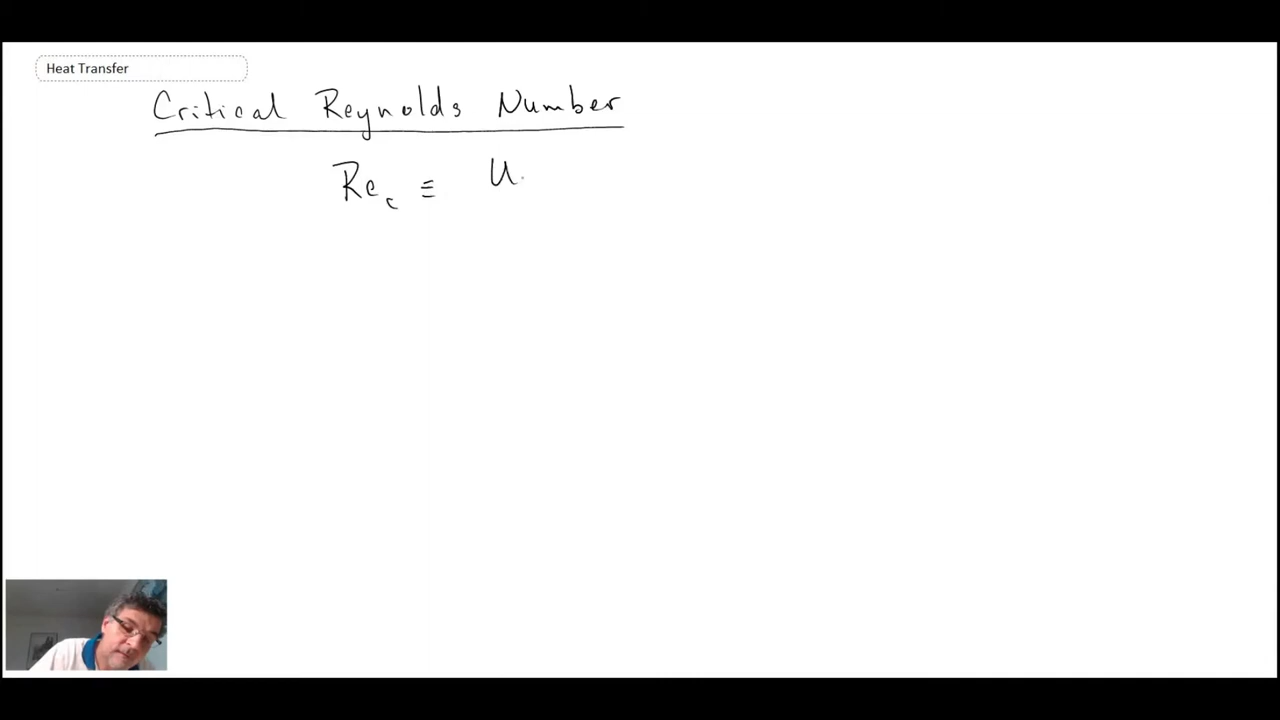 Heat Transfer
Critical Reynolds Number
Re_c ≡ U